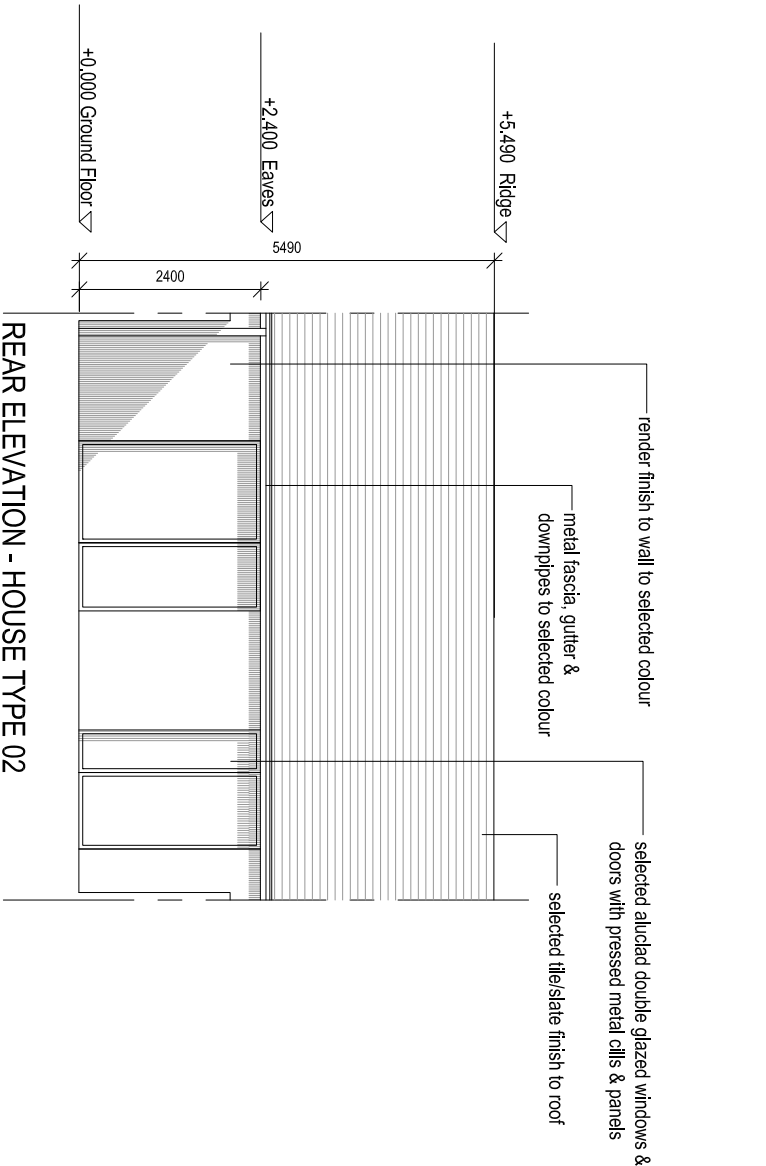 render finish to wall to selected colour
selected aluclad double glazed windows &
doors with pressed metal cills & panels
metal fascia, gutter &
downpipes to selected colour
selected tile/slate finish to roof
+5.490 Ridge
5490
+2.400 Eaves
2400
+0.000 Ground Floor
REAR ELEVATION - HOUSE TYPE 02